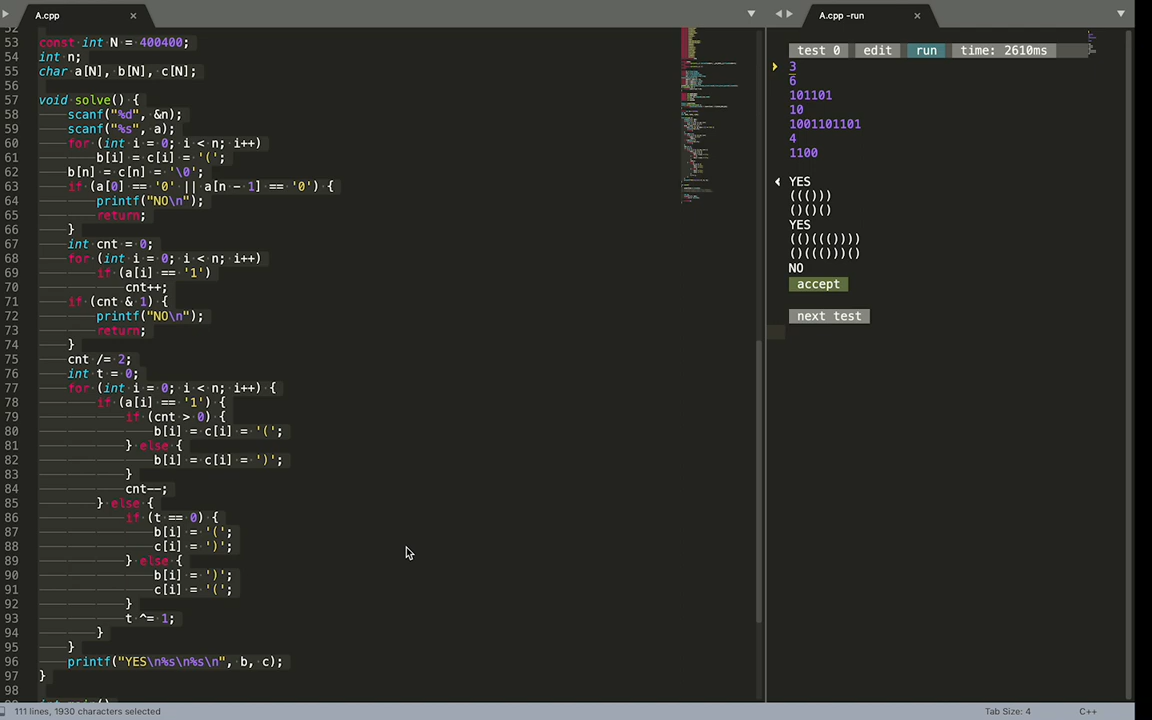 A.cpp
A.cpp -run
53 const int N = 400400;
54 int n;
55 char a[N], b[N], c[N];
56
57 void solve() {
58 scanf("%d", &n);
59 scanf("%s", a);
60 for (int i = 0; i < n; i++)
61 b[i] = c[i] = '(';
62 b[n] = c[n] = '\0';
63 if (a[0] == '0' || a[n - 1] == '0') {
64 printf("NO\n");
65 return;
66 }
67 int cnt = 0;
68 for (int i = 0; i < n; i++)
69 if (a[i] == '1')
70 cnt++;
71 if (cnt & 1) {
72 printf("NO\n");
73 return;
74 }
75 cnt /= 2;
76 int t = 0;
77 for (int i = 0; i < n; i++) {
78 if (a[i] == '1') {
79 if (cnt > 0) {
80 b[i] = c[i] = '(';
81 } else {
82 b[i] = c[i] = ')';
83 }
84 cnt--;
85 } else {
86 if (t == 0) {
87 b[i] = '(';
88 c[i] = ')';
89 } else {
90 b[i] = ')';
91 c[i] = '(';
92 }
93 t ^= 1;
94 }
95 }
96 printf("YES\n%s\n%s\n", b, c);
97 }
98
test 0 edit run time: 2610ms
3
6
101101
10
1001101101
4
1100
YES
((()))
()()()
YES
(()((())))
()((()))()
NO
accept
next test
111 lines, 1930 characters selected
Tab Size: 4
C++